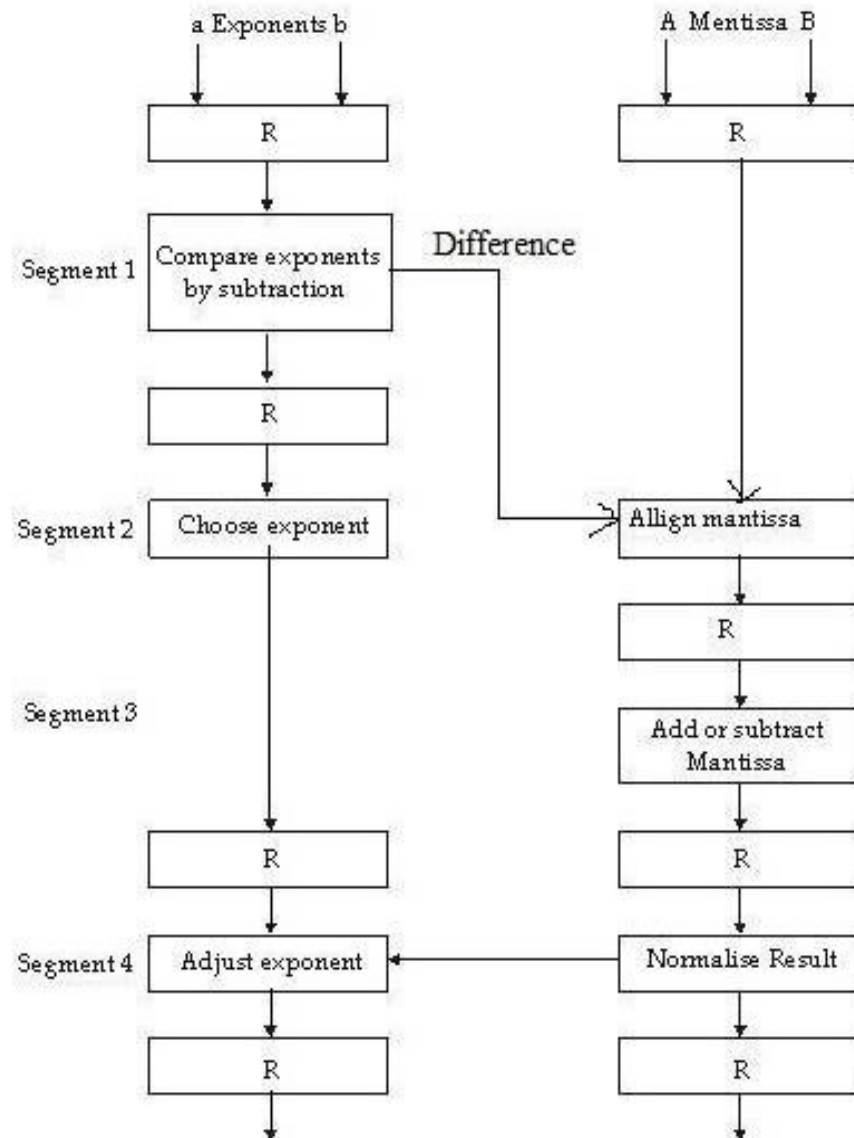 a Exponents b
A Mentissa B
R
R
Segment 1
Compare exponents
by subtraction
Difference
R
Segment 2
Choose exponent
Allign mantissa
R
Segment 3
Add or subtract
Mantissa
R
R
Segment 4
Adjust exponent
Normalise Result
R
R